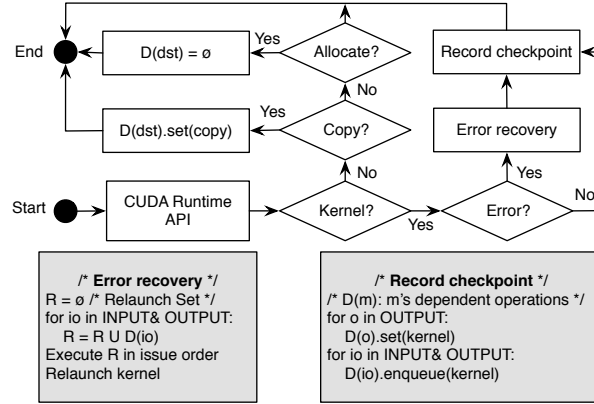 End
D(dst) = ø
Yes
Allocate?
Record checkpoint
No
D(dst).set(copy)
Yes
Copy?
Error recovery
No
Yes
Start
CUDA Runtime
API
Kernel?
Yes
Error?
No
/* Error recovery */
R = ø /* Relaunch Set */
for io in INPUT& OUTPUT:
R = R U D(io)
Execute R in issue order
Relaunch kernel
/* Record checkpoint */
/* D(m): m's dependent operations */
for o in OUTPUT:
D(o).set(kernel)
for io in INPUT& OUTPUT:
D(io).enqueue(kernel)